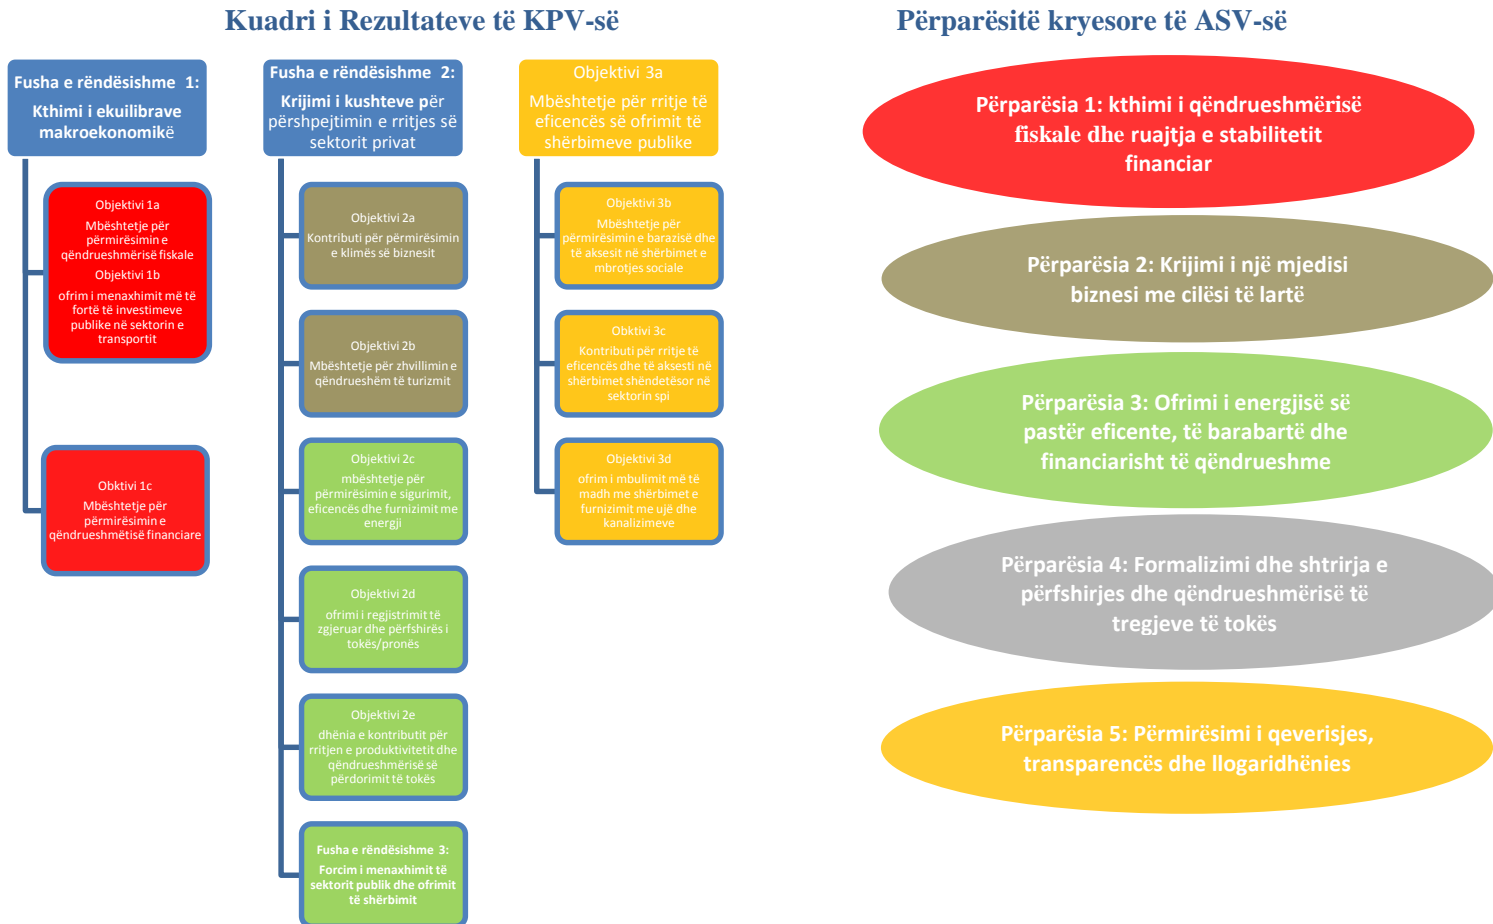 Kuadri i Rezultateve të KPV-së
Fusha e rëndësishme 1:
Kthimi i ekuilibrave
makroekonomikë
Objektivi 1a
Mbështetje për
përmirësimin e
qëndrueshmërisë fiskale
Objektivi 1b
ofrim i menaxhimit më të
fortë të investimeve
publike në sektorin e
transportit
Obktivi 1c
Mbështetje për
përmirësimin e
qëndrueshmëtisë financiare
Fusha e rëndësishme 2:
Krijimi i kushteve për
përshpejtimin e rritjes së
sektorit privat
Objektivi 2a
Kontributi për përmirësimin
e klimës së biznesit
Objektivi 2b
Mbështetje për zhvillimin e
qëndrueshëm të turizmit
Objektivi 2c
mbështetje për
përmirësimin e sigurimit,
eficencës dhe furnizimit me
energji
Objektivi 2d
ofrimi i regjistrimit të
zgjeruar dhe përfshirës i
tokës/pronës
Objektivi 2e
dhënia e kontributit për
rritjen e produktivitetit dhe
qëndrueshmërisë së
përdorimit të tokës
Fusha e rëndësishme 3:
Forcim i menaxhimit të
sektorit publik dhe ofrimit
të shërbimit
Objektivi 3a
Mbështetje për rritje të
eficencës së ofrimit të
shërbimeve publike
Objektivi 3b
Mbështetje për
përmirësimin e barazisë dhe
të aksesit në shërbimet e
mbrotjes sociale
Obktivi 3c
Kontributi për rritje të
eficencës dhe të aksesti në
shërbimet shëndetësor në
sektorin spi
Objektivi 3d
ofrim i mbulimit më të
madh me shërbimet e
furnizimit me ujë dhe
kanalizimeve
Përparësitë kryesore të ASV-së
Përparësia 1: kthimi i qëndrueshmërisë
fiskale dhe ruajtja e stabilitetit
financiar
Përparësia 2: Krijimi i një mjedisi
biznesi me cilësi të lartë
Përparësia 3: Ofrimi i energjisë së
pastër eficente, të barabartë dhe
financiarisht të qëndrueshme
Përparësia 4: Formalizimi dhe shtrirja e
përfshirjes dhe qëndrueshmërisë të
tregjeve të tokës
Përparësia 5: Përmirësimi i qeverisjes,
transparencës dhe llogaridhënies